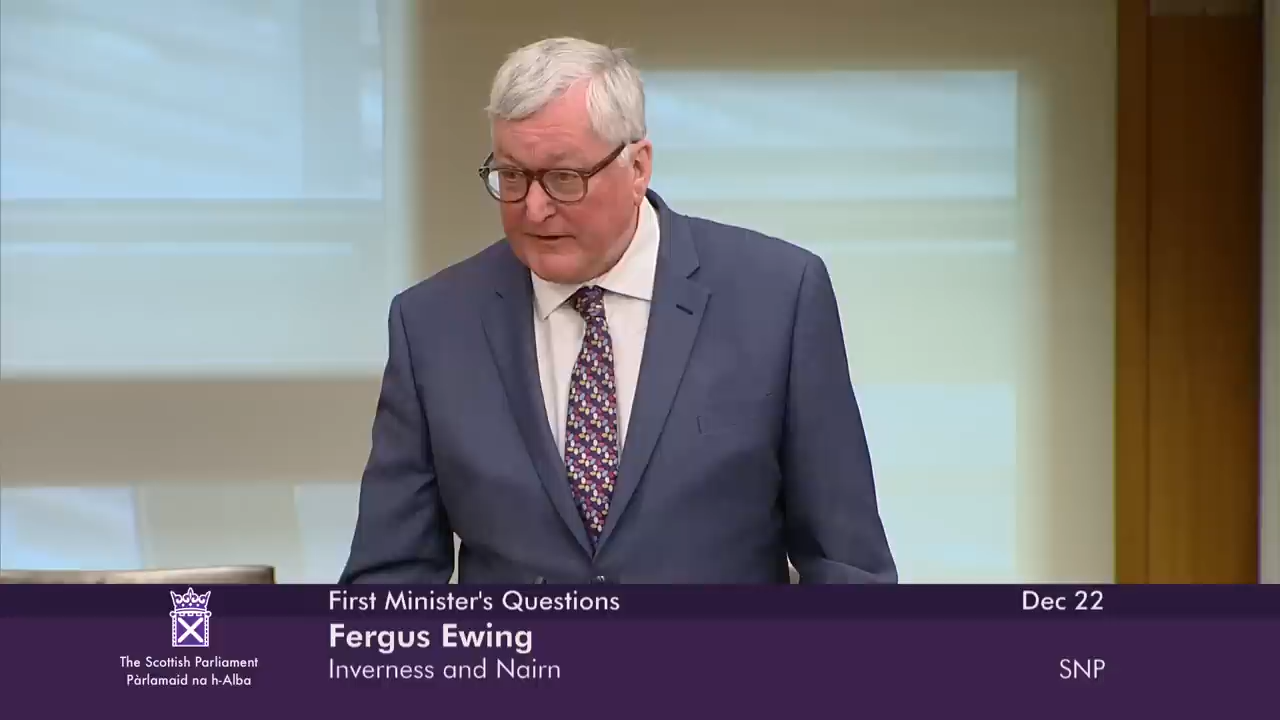 First Minister's Questions
Dec 22
Fergus Ewing
Inverness and Nairn
SNP
The Scottish Parliament
Pàrlamaid na h-Alba